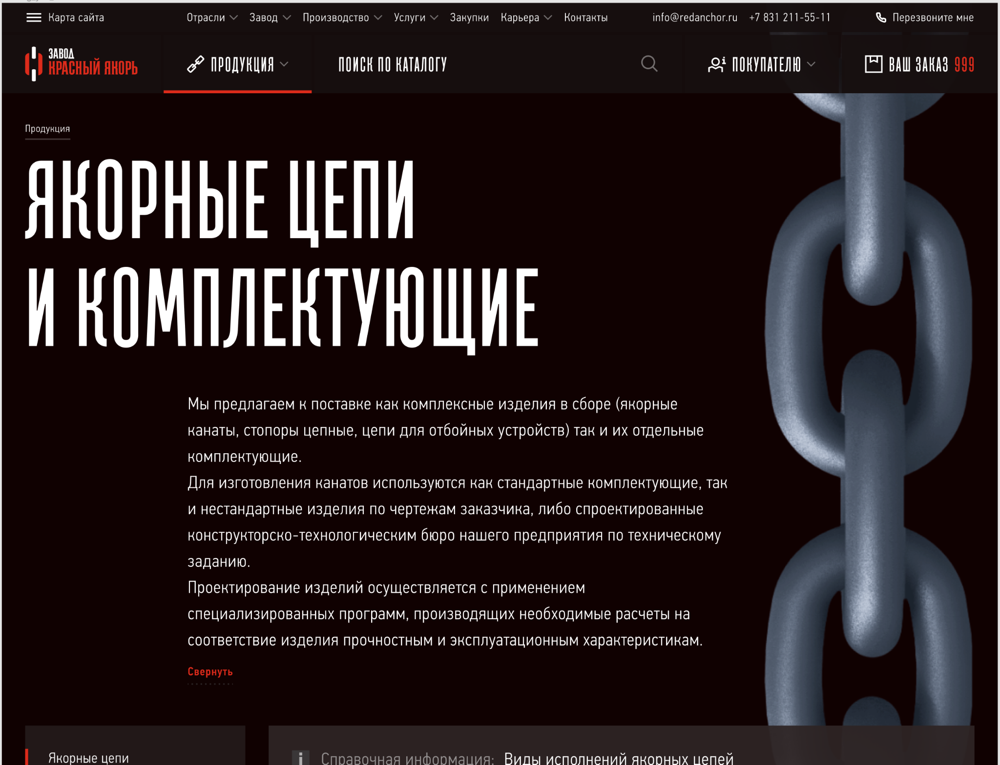 Карта сайта
Отрасли Завод Производство Услуги Закупки Карьера Контакты
info@redanchor.ru +7 831 211-55-11
Перезвоните мне
ЗАВОД
КРАСНЫЙ ЯКОРЬ
ПРОДУКЦИЯ
ПОИСК ПО КАТАЛОГУ
ПОКУПАТЕЛЮ
ВАШ ЗАКАЗ 999
Продукция
ЯКОРНЫЕ ЦЕПИ
И КОМПЛЕКТУЮЩИЕ
Мы предлагаем к поставке как комплексные изделия в сборе (якорные
канаты, стопоры цепные, цепи для отбойных устройств) так и их отдельные
комплектующие.
Для изготовления канатов используются как стандартные комплектующие, так
и нестандартные изделия по чертежам заказчика, либо спроектированные
конструкторско-технологическим бюро нашего предприятия по техническому
заданию.
Проектирование изделий осуществляется с применением
специализированных программ, производящих необходимые расчеты на
соответствие изделия прочностным и эксплуатационным характеристикам.
Свернуть
Якорные цепи
i Справочная информация: Виды исполнений якорных цепей